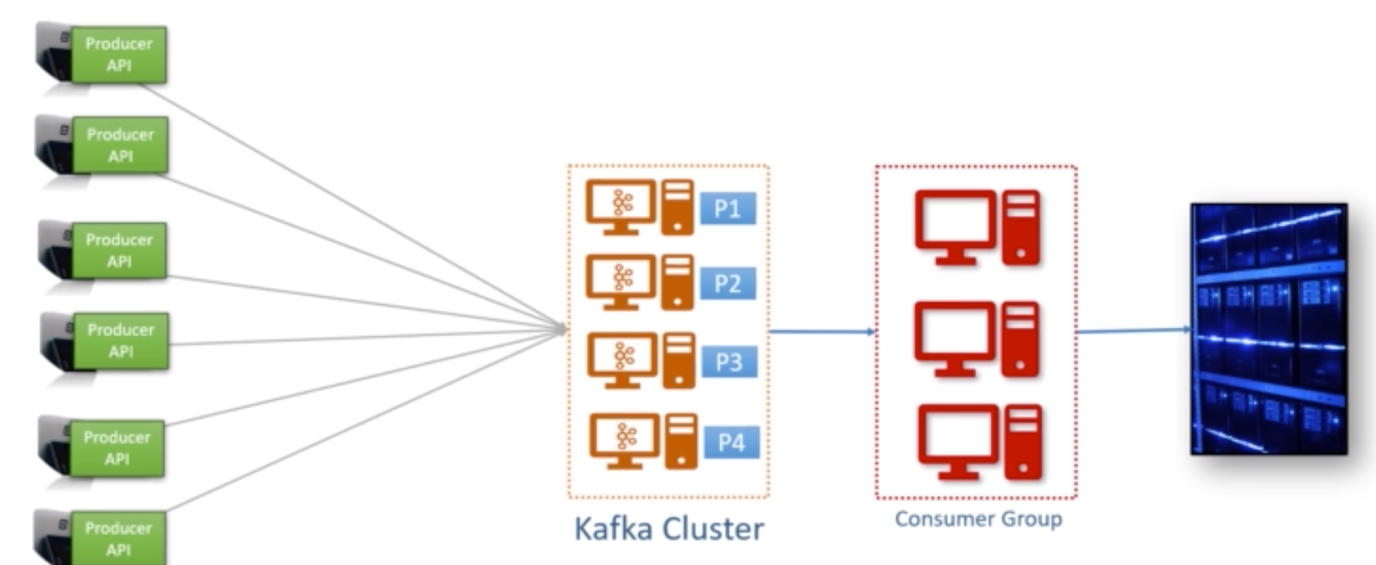 Producer
API
Producer
API
Producer
API
Producer
API
Producer
API
Producer
API
P1
P2
P3
P4
Kafka Cluster
Consumer Group